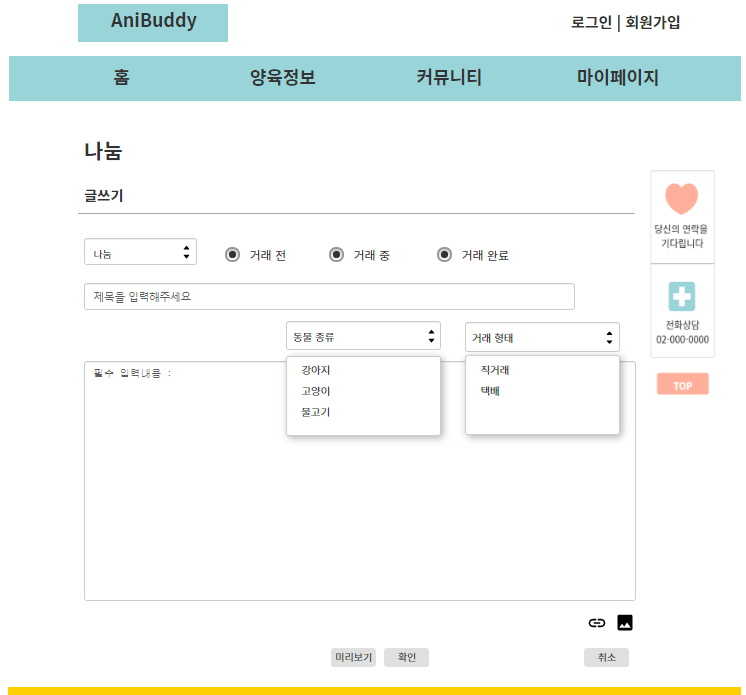 AniBuddy
로그인 | 회원가입
홈 양육정보 커뮤니티 마이페이지
나눔
글쓰기
나눔 거래 전 거래 중 거래 완료
제목을 입력해주세요
동물 종류 거래 형태
필수 입력내용 :
강아지
고양이
물고기
직거래
택배
당신의 연락을
기다립니다
전화상담
02-000-0000
TOP
미리보기 확인 취소